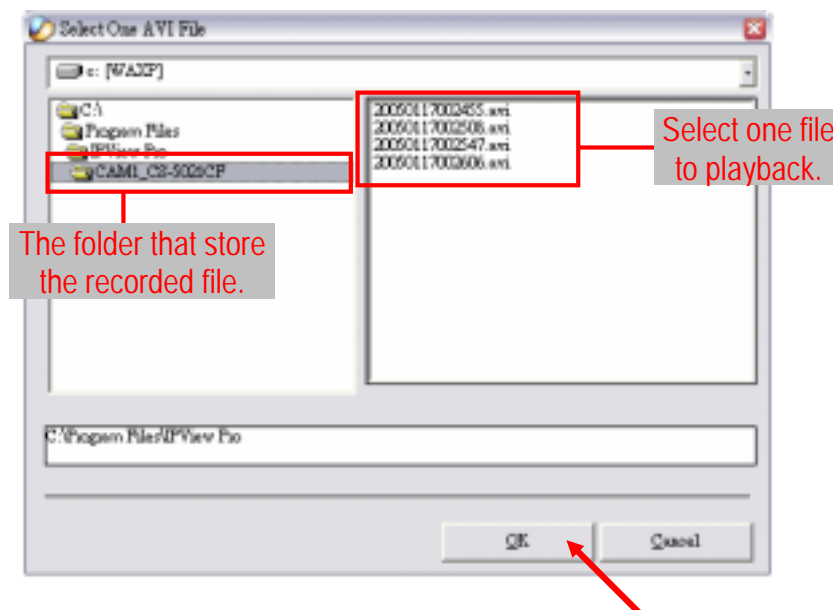 Select One AVI File
c: [WAXP]
C:\
Program Files
IPView Pro
CAM1_CS-5026CF
20050117002455.avi
20050117002508.avi
20050117002547.avi
20050117002606.avi
Select one file
to playback.
The folder that store
the recorded file.
C:\Program Files\IPView Pro
OK
Cancel